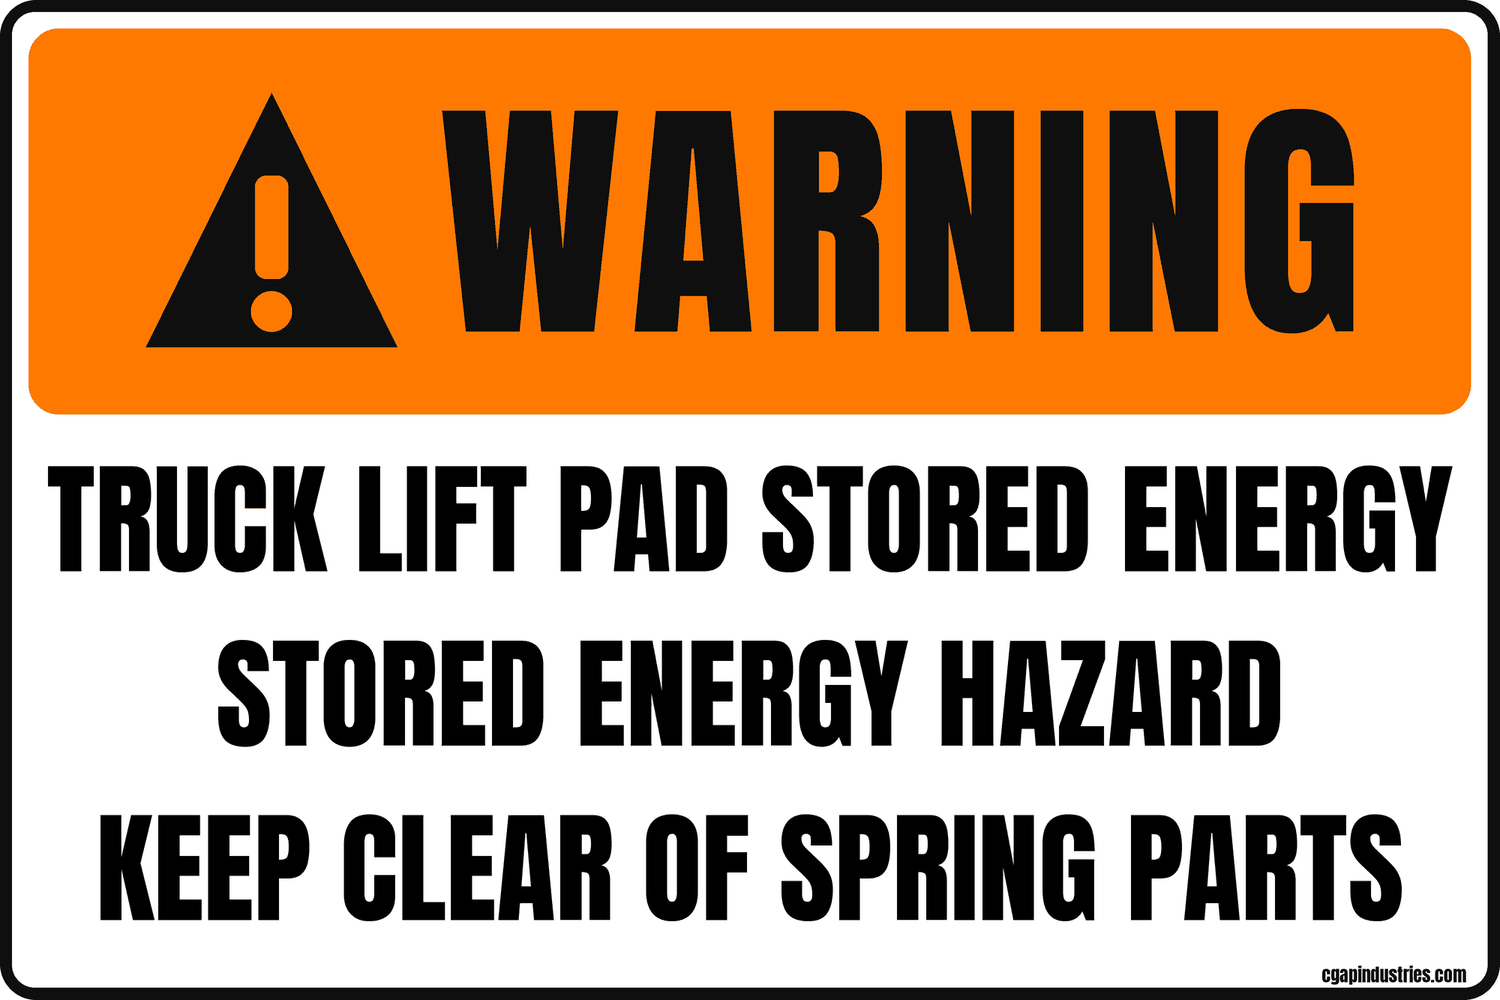 WARNING
TRUCK LIFT PAD STORED ENERGY
STORED ENERGY HAZARD
KEEP CLEAR OF SPRING PARTS
cgapindustries.com